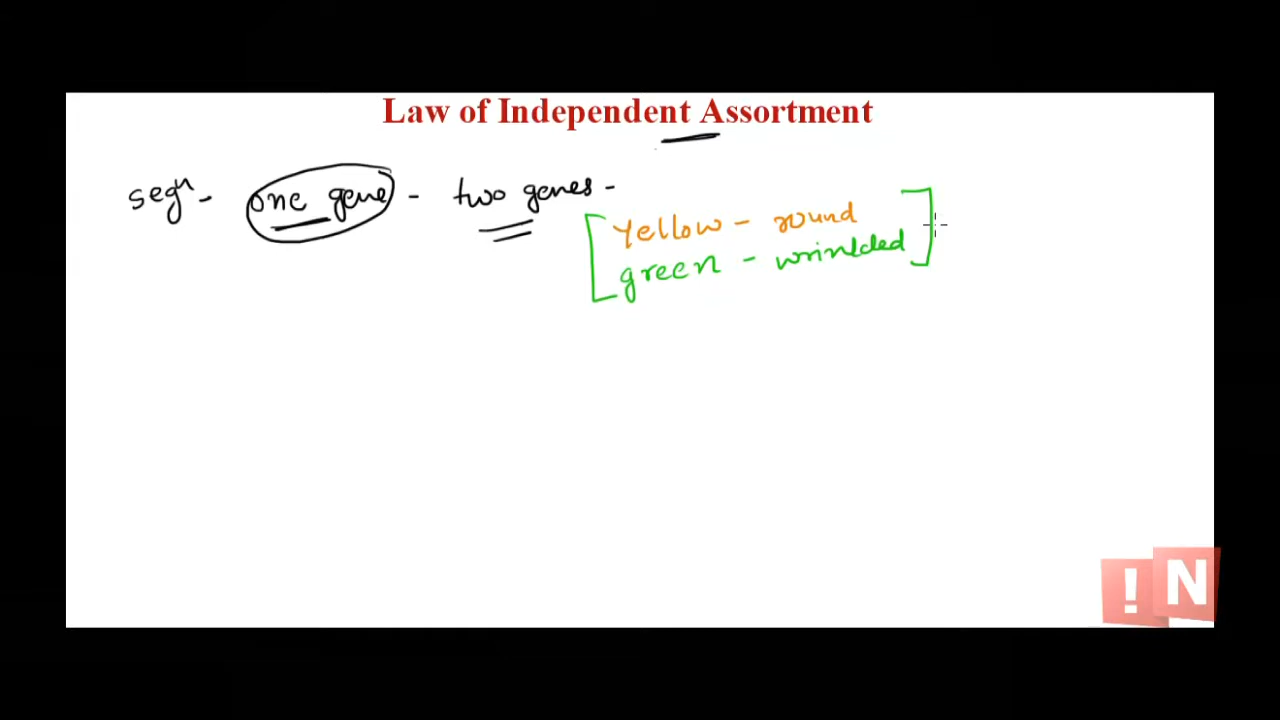 Law of Independent Assortment
segn - one gene - two genes -
yellow - round
green - wrinkled
!N